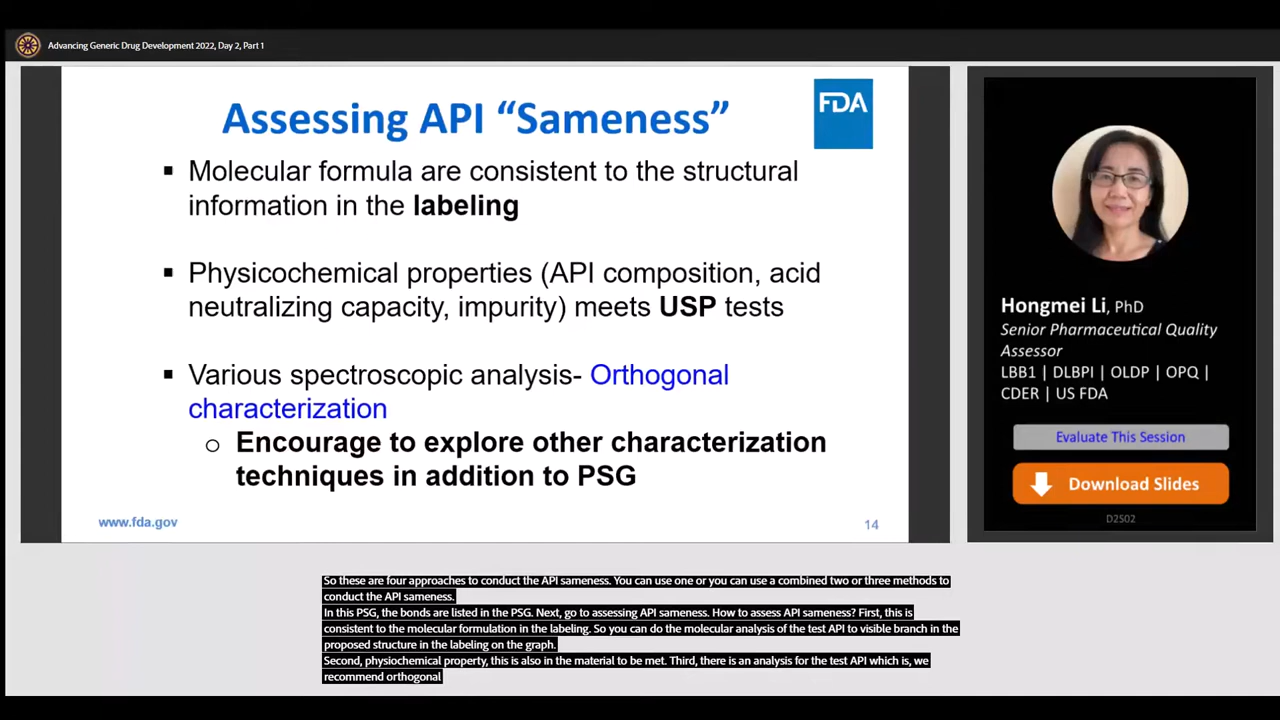 Advancing Generic Drug Development 2022, Day 2, Part 1
Assessing API “Sameness”
FDA
▪ Molecular formula are consistent to the structural
information in the labeling
▪ Physicochemical properties (API composition, acid
neutralizing capacity, impurity) meets USP tests
▪ Various spectroscopic analysis- Orthogonal
characterization
o Encourage to explore other characterization
techniques in addition to PSG
www.fda.gov
14
Hongmei Li, PhD
Senior Pharmaceutical Quality
Assessor
LBB1 | DLBPI | OLDP | OPQ |
CDER | US FDA
Evaluate This Session
Download Slides
D2S02
So these are four approaches to conduct the API sameness. You can use one or you can use a combined two or three methods to
conduct the API sameness.
In this PSG, the bonds are listed in the PSG. Next, go to assessing API sameness. How to assess API sameness? First, this is
consistent to the molecular formulation in the labeling. So you can do the molecular analysis of the test API to visible branch in the
proposed structure in the labeling on the graph.
Second, physiochemical property, this is also in the material to be met. Third, there is an analysis for the test API which is, we
recommend orthogonal